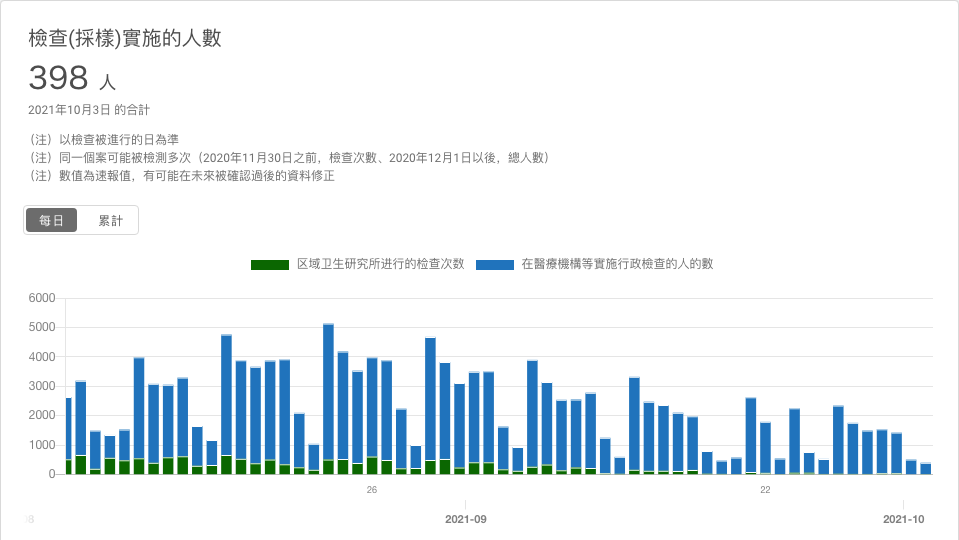 檢查(採樣)實施的人數
398 人
2021年10月3日 的合計
（注）以檢查被進行的日為準
（注）同一個案可能被檢測多次（2020年11月30日之前，檢查次數、2020年12月1日以後，總人數）
（注）數值為速報值，有可能在未來被確認過後的資料修正
每日 累計
区域卫生研究所进行的检查次数 在醫療機構等實施行政檢查的人的數
6000
5000
4000
3000
2000
1000
0
26 22
2021-09 2021-10